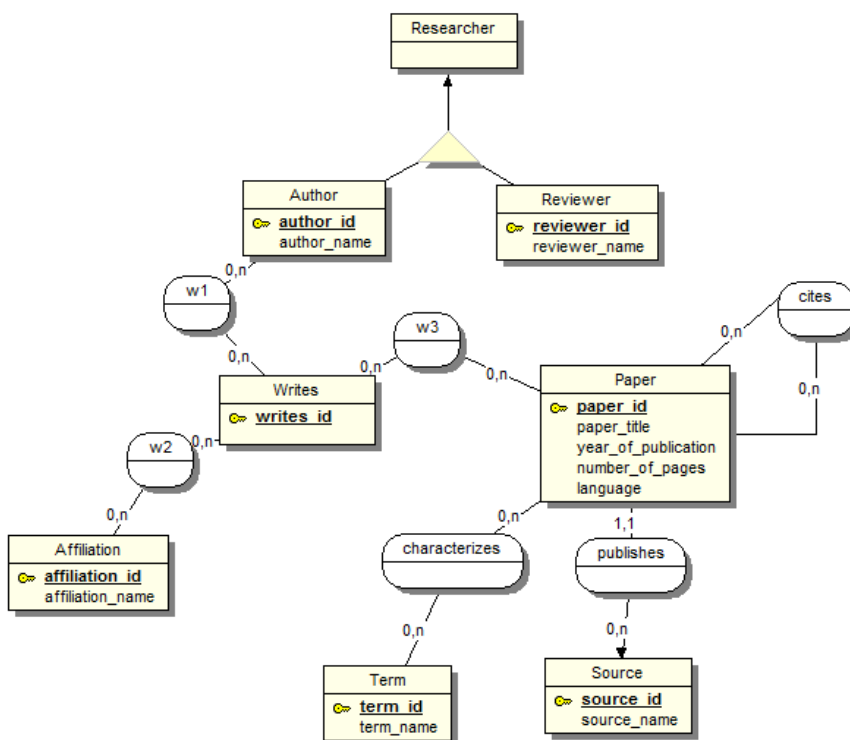 Researcher
Author
author_id
author_name
Reviewer
reviewer_id
reviewer_name
0,n
w1
0,n
w3
0,n
0,n
cites
0,n
0,n
Writes
writes_id
Paper
paper_id
paper_title
year_of_publication
number_of_pages
language
w2
0,n
0,n
Affiliation
affiliation_id
affiliation_name
0,n
characterizes
0,n
1,1
publishes
0,n
Term
term_id
term_name
Source
source_id
source_name